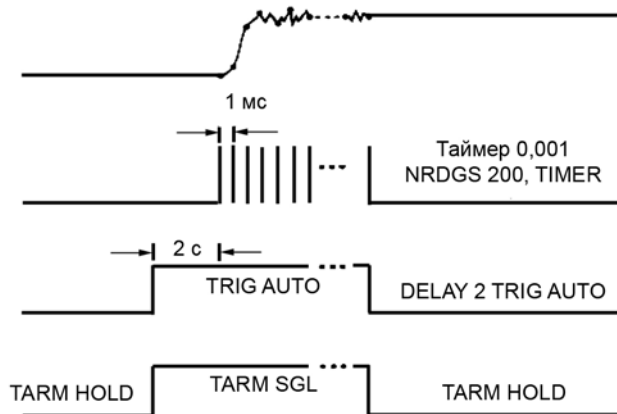 1 мс
Таймер 0,001
NRDGS 200, TIMER
2 с
TRIG AUTO
DELAY 2 TRIG AUTO
TARM HOLD
TARM SGL
TARM HOLD